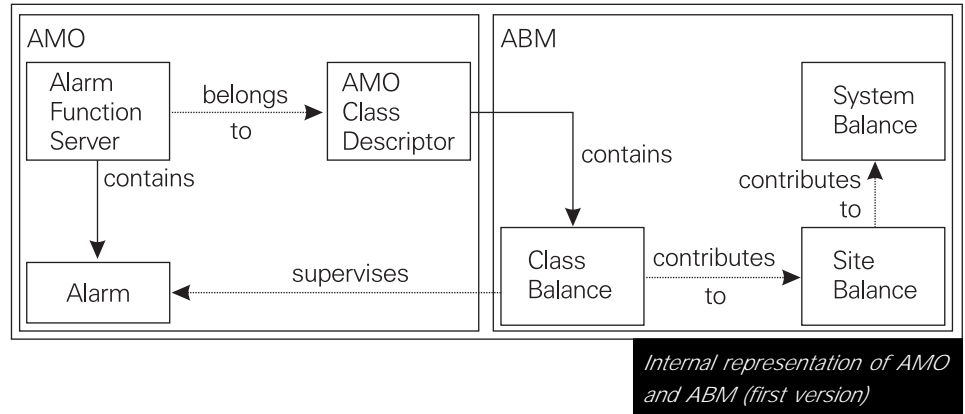 AMO
ABM
Alarm
Function
Server
belongs
to
AMO
Class
Descriptor
System
Balance
contains
contains
contributes
to
Alarm
supervises
Class
Balance
contributes
to
Site
Balance
Internal representation of AMO
and ABM (first version)